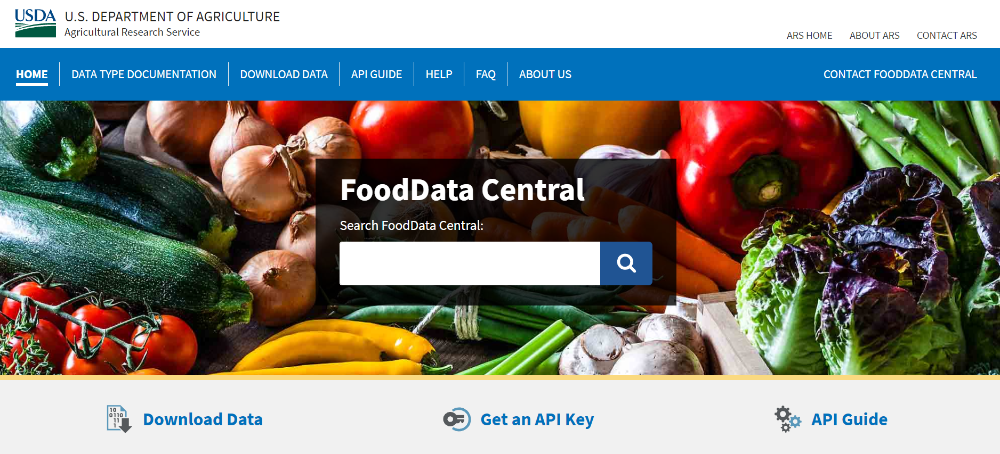 USDA
U.S. DEPARTMENT OF AGRICULTURE
Agricultural Research Service
ARS HOME ABOUT ARS CONTACT ARS
HOME DATA TYPE DOCUMENTATION DOWNLOAD DATA API GUIDE HELP FAQ ABOUT US CONTACT FOODDATA CENTRAL
FoodData Central
Search FoodData Central:
10
0110
11
1
Download Data Get an API Key API Guide